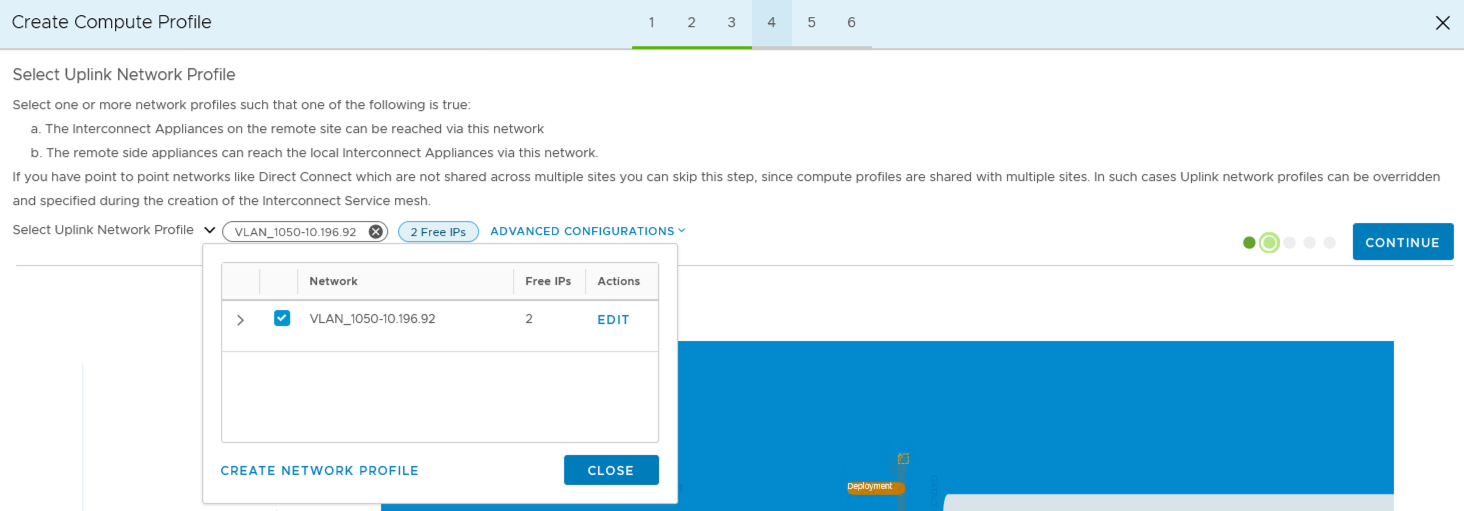 Create Compute Profile
1 2 3 4 5 6
Select Uplink Network Profile
Select one or more network profiles such that one of the following is true:
a. The Interconnect Appliances on the remote site can be reached via this network
b. The remote side appliances can reach the local Interconnect Appliances via this network.
If you have point to point networks like Direct Connect which are not shared across multiple sites you can skip this step, since compute profiles are shared with multiple sites. In such cases Uplink network profiles can be overridden
and specified during the creation of the Interconnect Service mesh.
Select Uplink Network Profile VLAN_1050-10.196.92 2 Free IPs ADVANCED CONFIGURATIONS
CONTINUE
Network Free IPs Actions
VLAN_1050-10.196.92 2 EDIT
CREATE NETWORK PROFILE CLOSE
Deployment